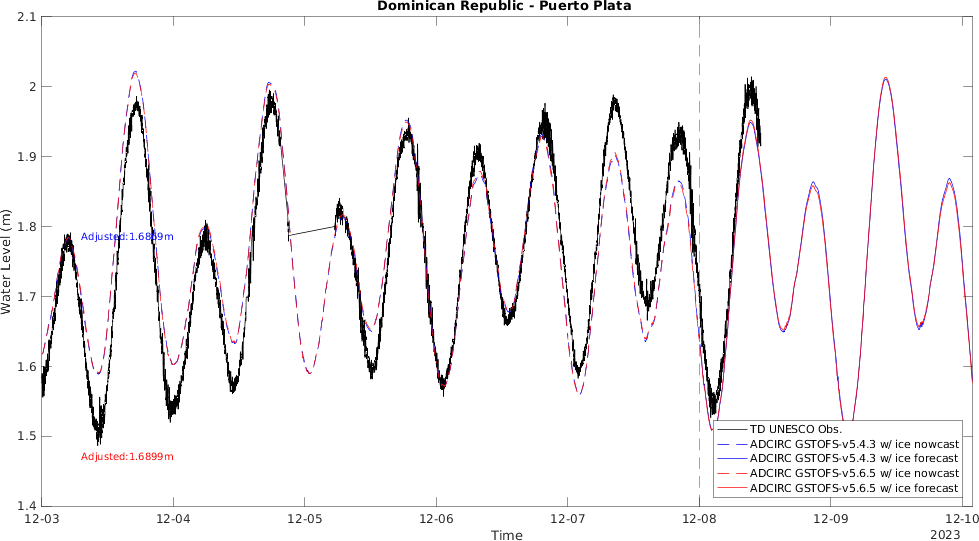 Dominican Republic - Puerto Plata
2.1
2
1.9
1.8
1.7
1.6
1.5
1.4
Water Level (m)
Adjusted:1.6869m
Adjusted:1.6899m
TD UNESCO Obs.
ADCIRC GSTOFS-v5.4.3 w/ ice nowcast
ADCIRC GSTOFS-v5.4.3 w/ ice forecast
ADCIRC GSTOFS-v5.6.5 w/ ice nowcast
ADCIRC GSTOFS-v5.6.5 w/ ice forecast
12-03 12-04 12-05 12-06 12-07 12-08 12-09 12-10
Time
2023